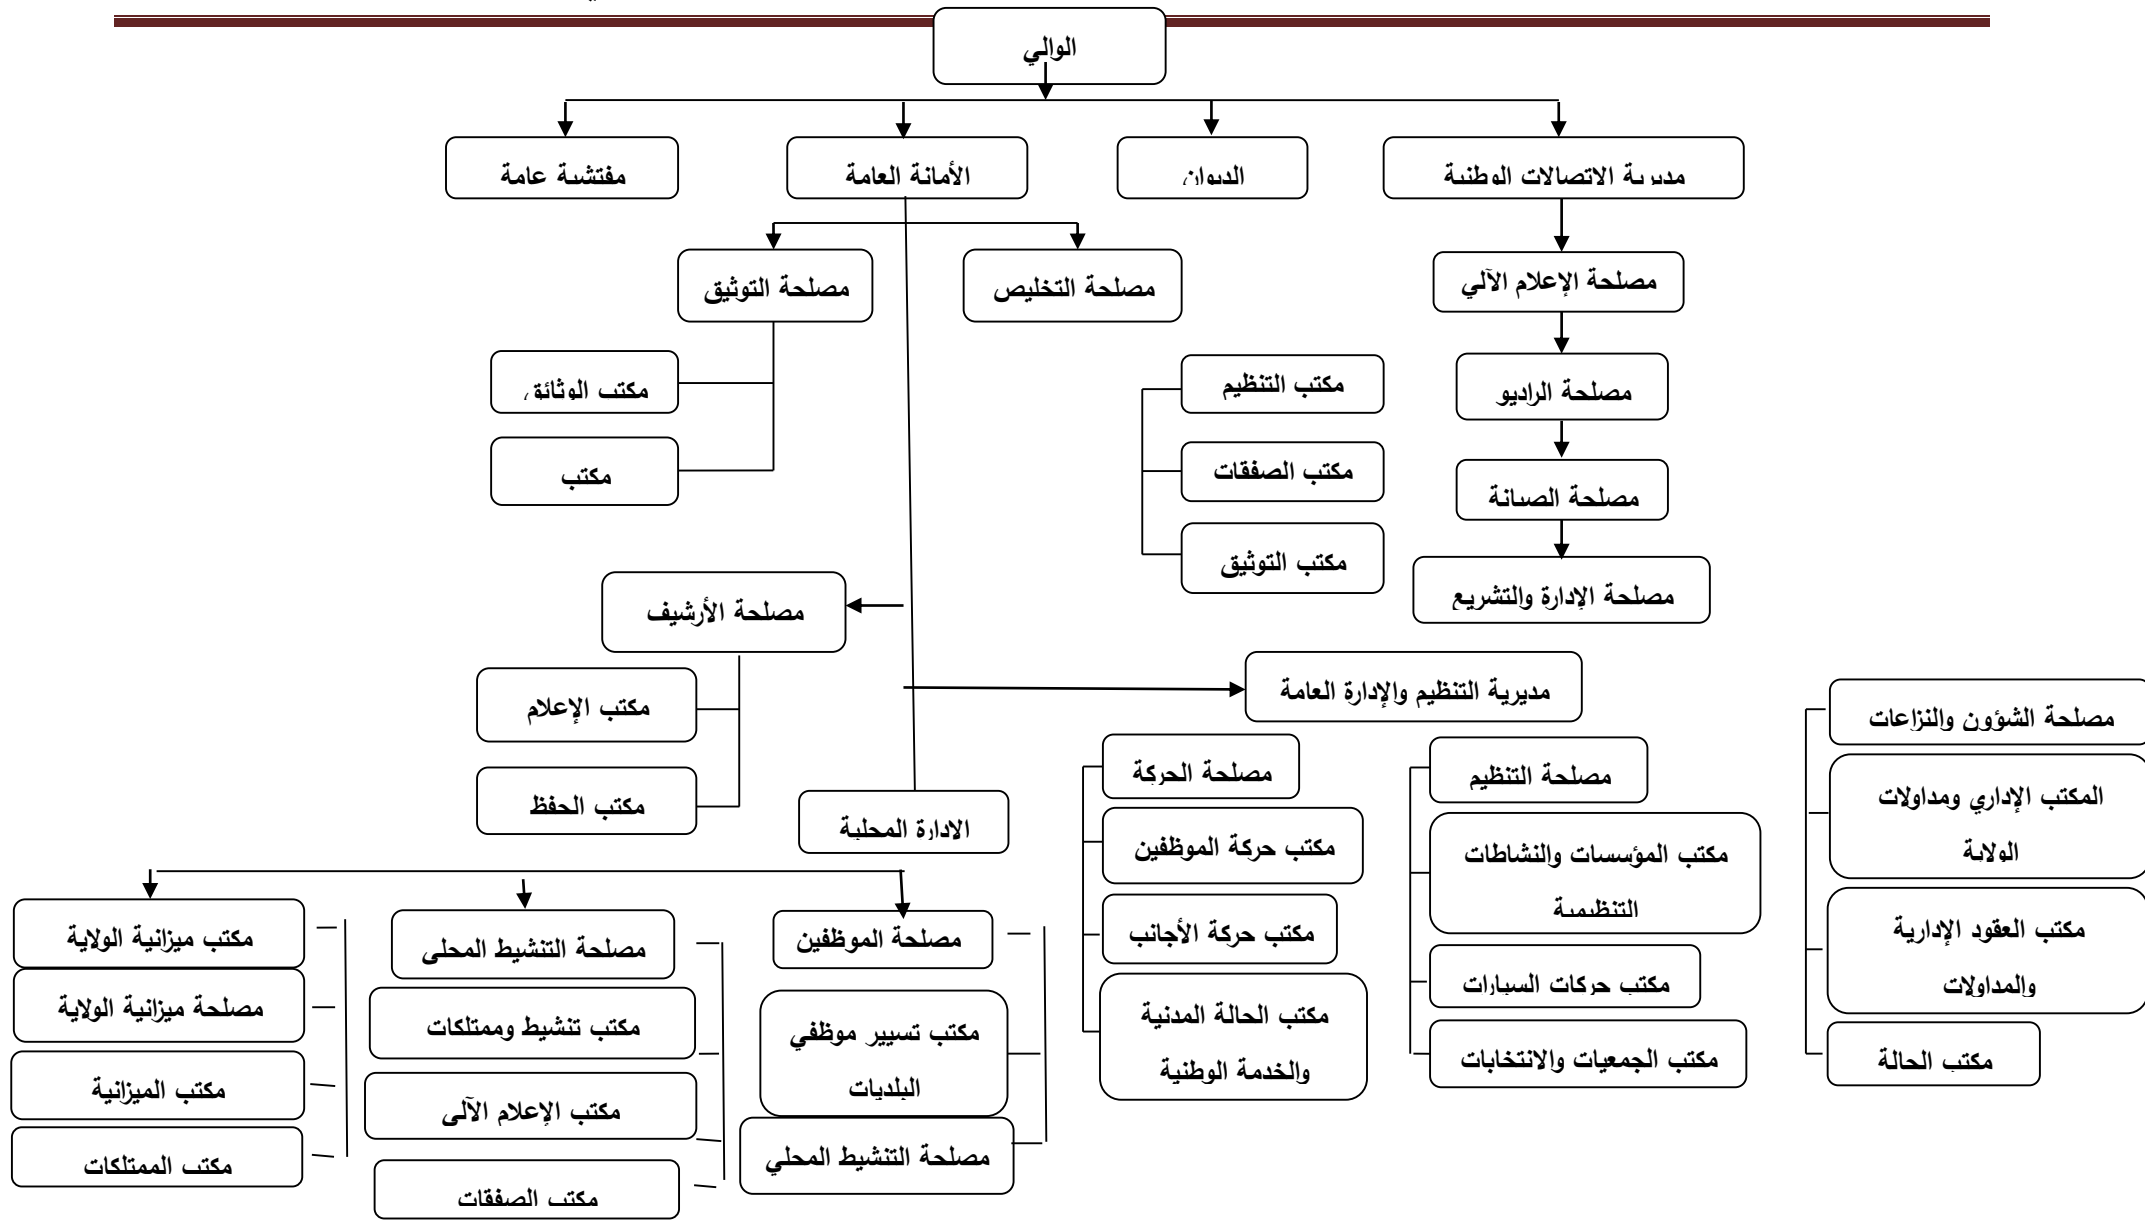 الوالي
مديرية الاتصالات الوطنية
الديوان
الأمانة العامة
مفتشية عامة
مصلحة الإعلام الآلي
مصلحة التخليص
مصلحة التوثيق
مصلحة الراديو
مكتب التنظيم
مكتب الوثائق
مصلحة الصيانة
مكتب الصفقات
مكتب
مصلحة الإدارة والتشريع
مكتب التوثيق
مصلحة الأرشيف
مديرية التنظيم والإدارة العامة
مكتب الإعلام
مكتب الحفظ
الادارة المحلية
مصلحة الشؤون والنزاعات
المكتب الإداري ومداولات
الولاية
مكتب العقود الإدارية
والمداولات
مكتب الحالة
مصلحة التنظيم
مكتب المؤسسات والنشاطات
التنظيمية
مكتب حركات السيارات
مكتب الجمعيات والانتخابات
مصلحة الحركة
مكتب حركة الموظفين
مكتب حركة الأجانب
مكتب الحالة المدنية
والخدمة الوطنية
مصلحة الموظفين
مكتب تسيير موظفي
البلديات
مصلحة التنشيط المحلي
مصلحة التنشيط المحلي
مكتب تنشيط وممتلكات
مكتب الإعلام الآلي
مكتب الصفقات
مكتب ميزانية الولاية
مصلحة ميزانية الولاية
مكتب الميزانية
مكتب الممتلكات